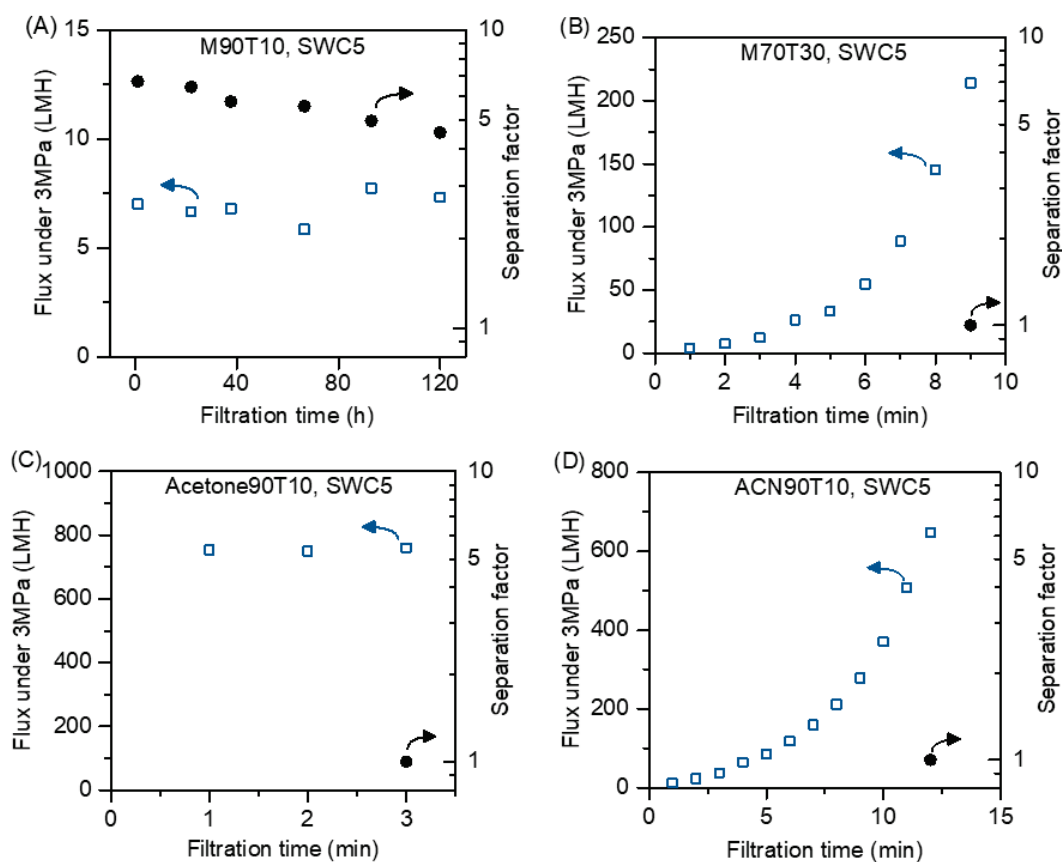 (A)
M90T10, SWC5
15
10
5
0
Flux under 3MPa (LMH)
10
5
1
Separation factor
0
40
80
120
Filtration time (h)
(B)
M70T30, SWC5
250
200
150
100
50
0
Flux under 3MPa (LMH)
10
5
1
Separation factor
0
2
4
6
8
10
Filtration time (min)
(C)
Acetone90T10, SWC5
1000
800
600
400
200
0
Flux under 3MPa (LMH)
10
5
1
Separation factor
0
1
2
3
Filtration time (min)
(D)
ACN90T10, SWC5
800
600
400
200
0
Flux under 3MPa (LMH)
10
5
1
Separation factor
0
5
10
15
Filtration time (min)